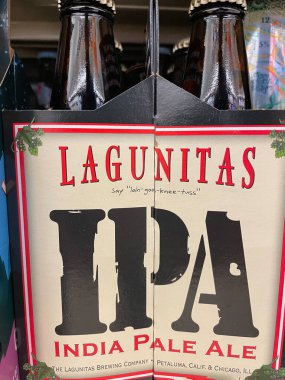 LAGUNITAS
say "lah-goo-knee-tuss"
IPA
INDIA PALE ALE
THE LAGUNITAS BREWING COMPANY • PETALUMA, CALIF. & CHICAGO, ILL